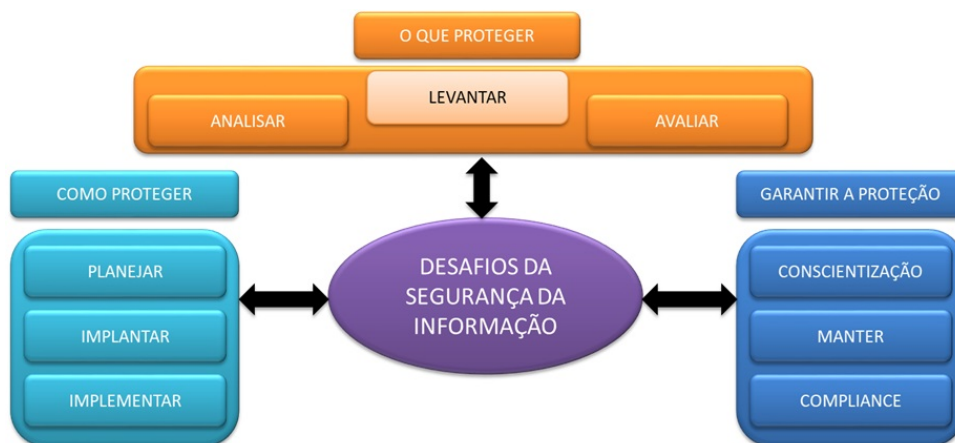 O QUE PROTEGER
LEVANTAR
ANALISAR
AVALIAR
COMO PROTEGER
PLANEJAR
IMPLANTAR
IMPLEMENTAR
DESAFIOS DA
SEGURANÇA DA
INFORMAÇÃO
GARANTIR A PROTEÇÃO
CONSCIENTIZAÇÃO
MANTER
COMPLIANCE